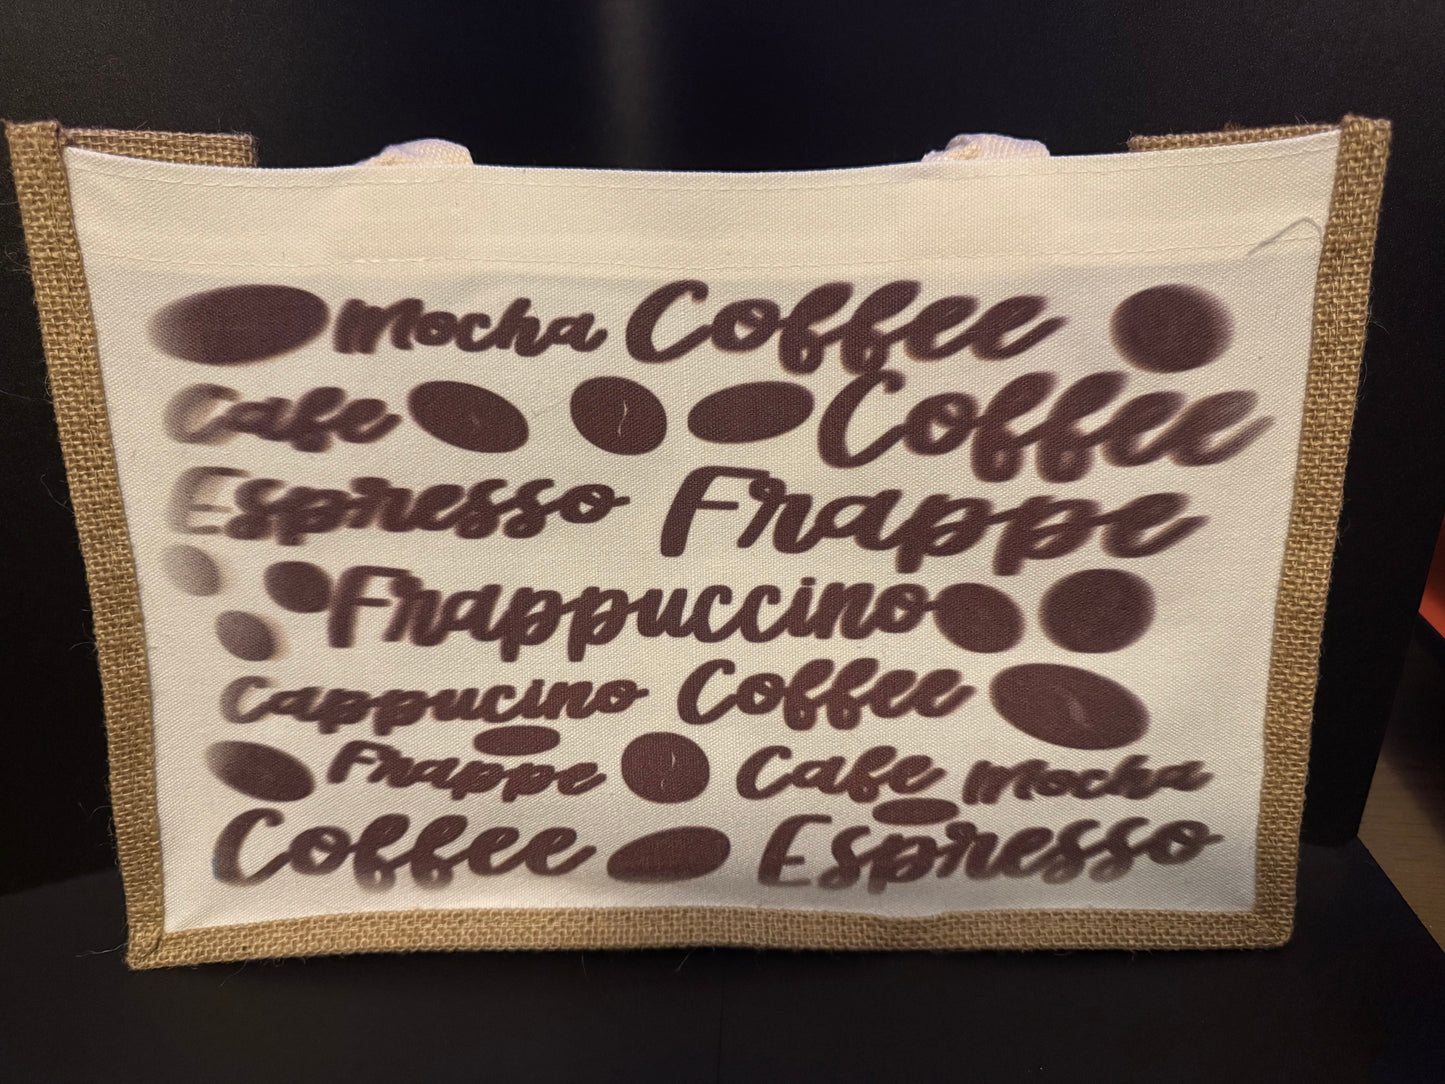 Mocha Coffee
Cafe Coffee
Espresso Frappe
Frappuccino
Cappucino Coffee
Frappe Cafe Mocha
Coffee Espresso